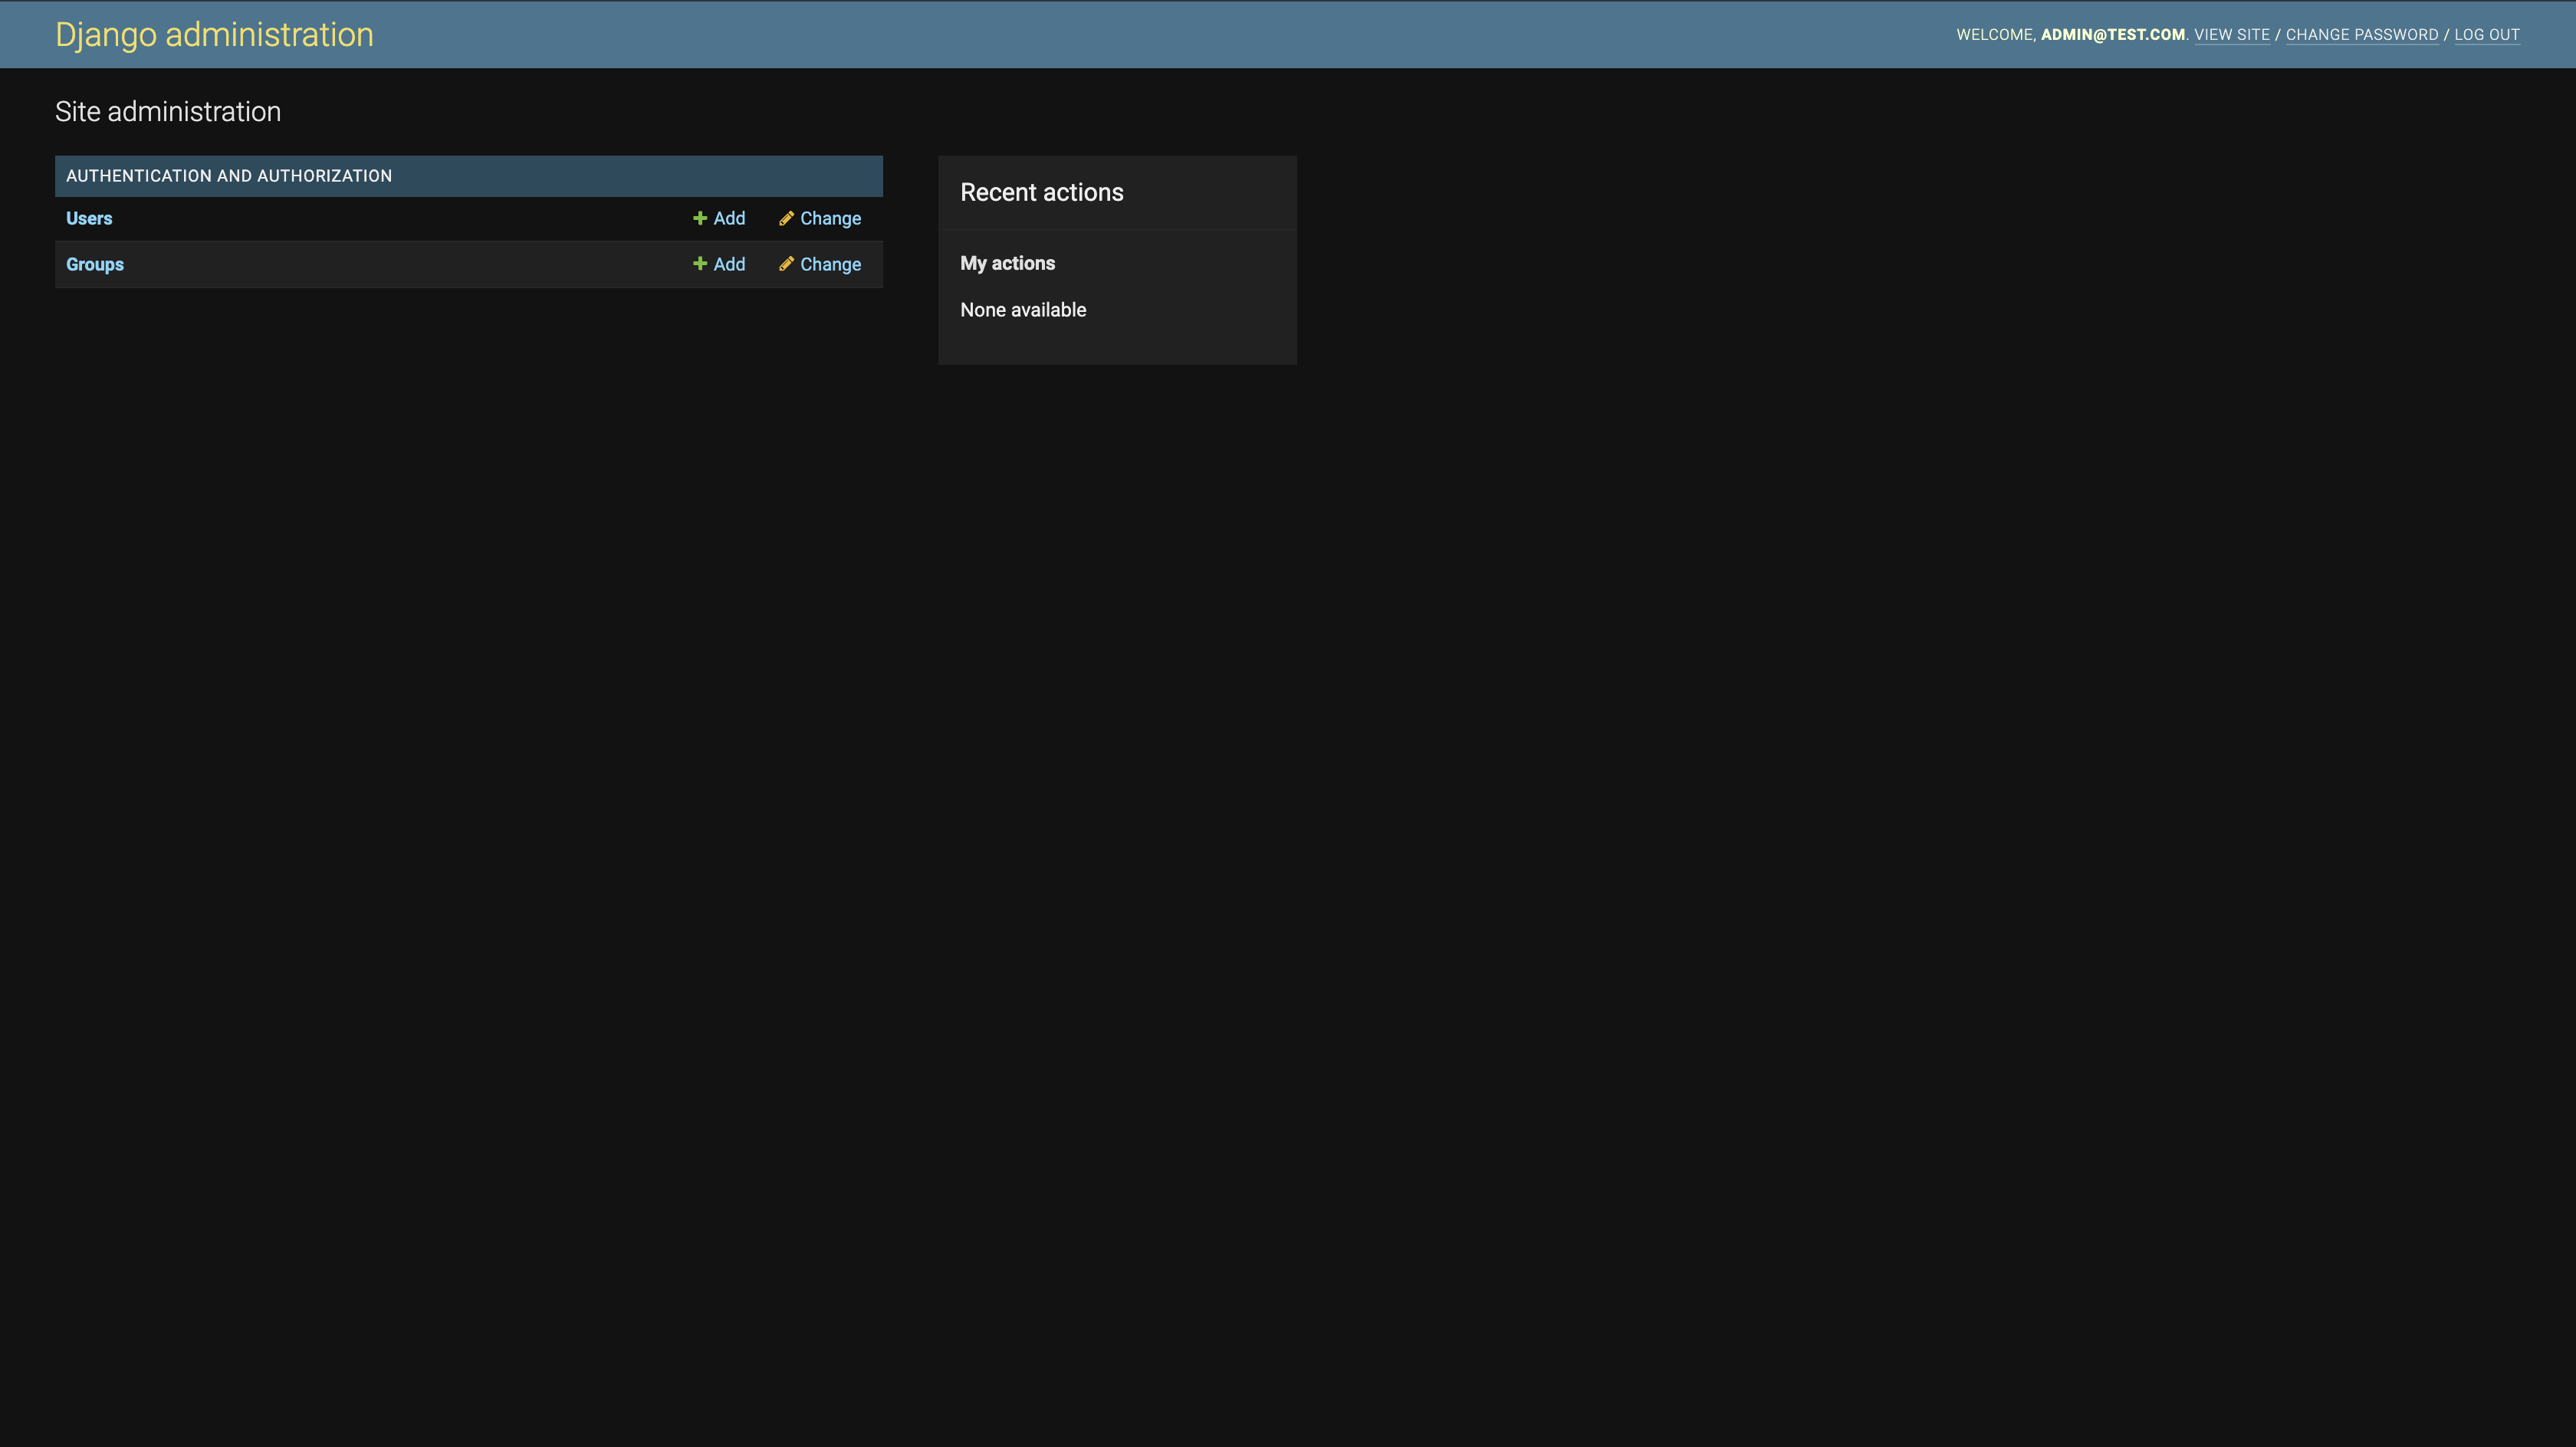 Django administration
WELCOME, ADMIN@TEST.COM. VIEW SITE / CHANGE PASSWORD / LOG OUT
Site administration
AUTHENTICATION AND AUTHORIZATION
Users Add Change
Groups Add Change
Recent actions
My actions
None available